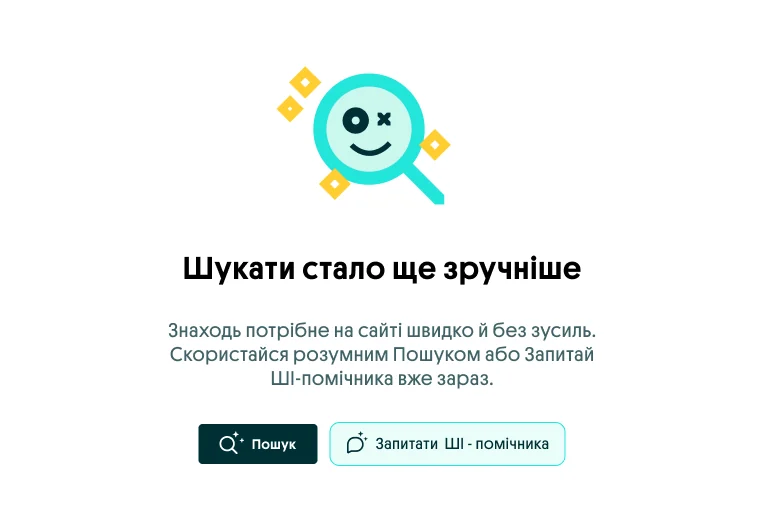 Шукати стало ще зручніше
Знаходь потрібне на сайті швидко й без зусиль.
Скористайся розумним Пошуком або Запитай
ШІ-помічника вже зараз.
Пошук
Запитати ШІ - помічника